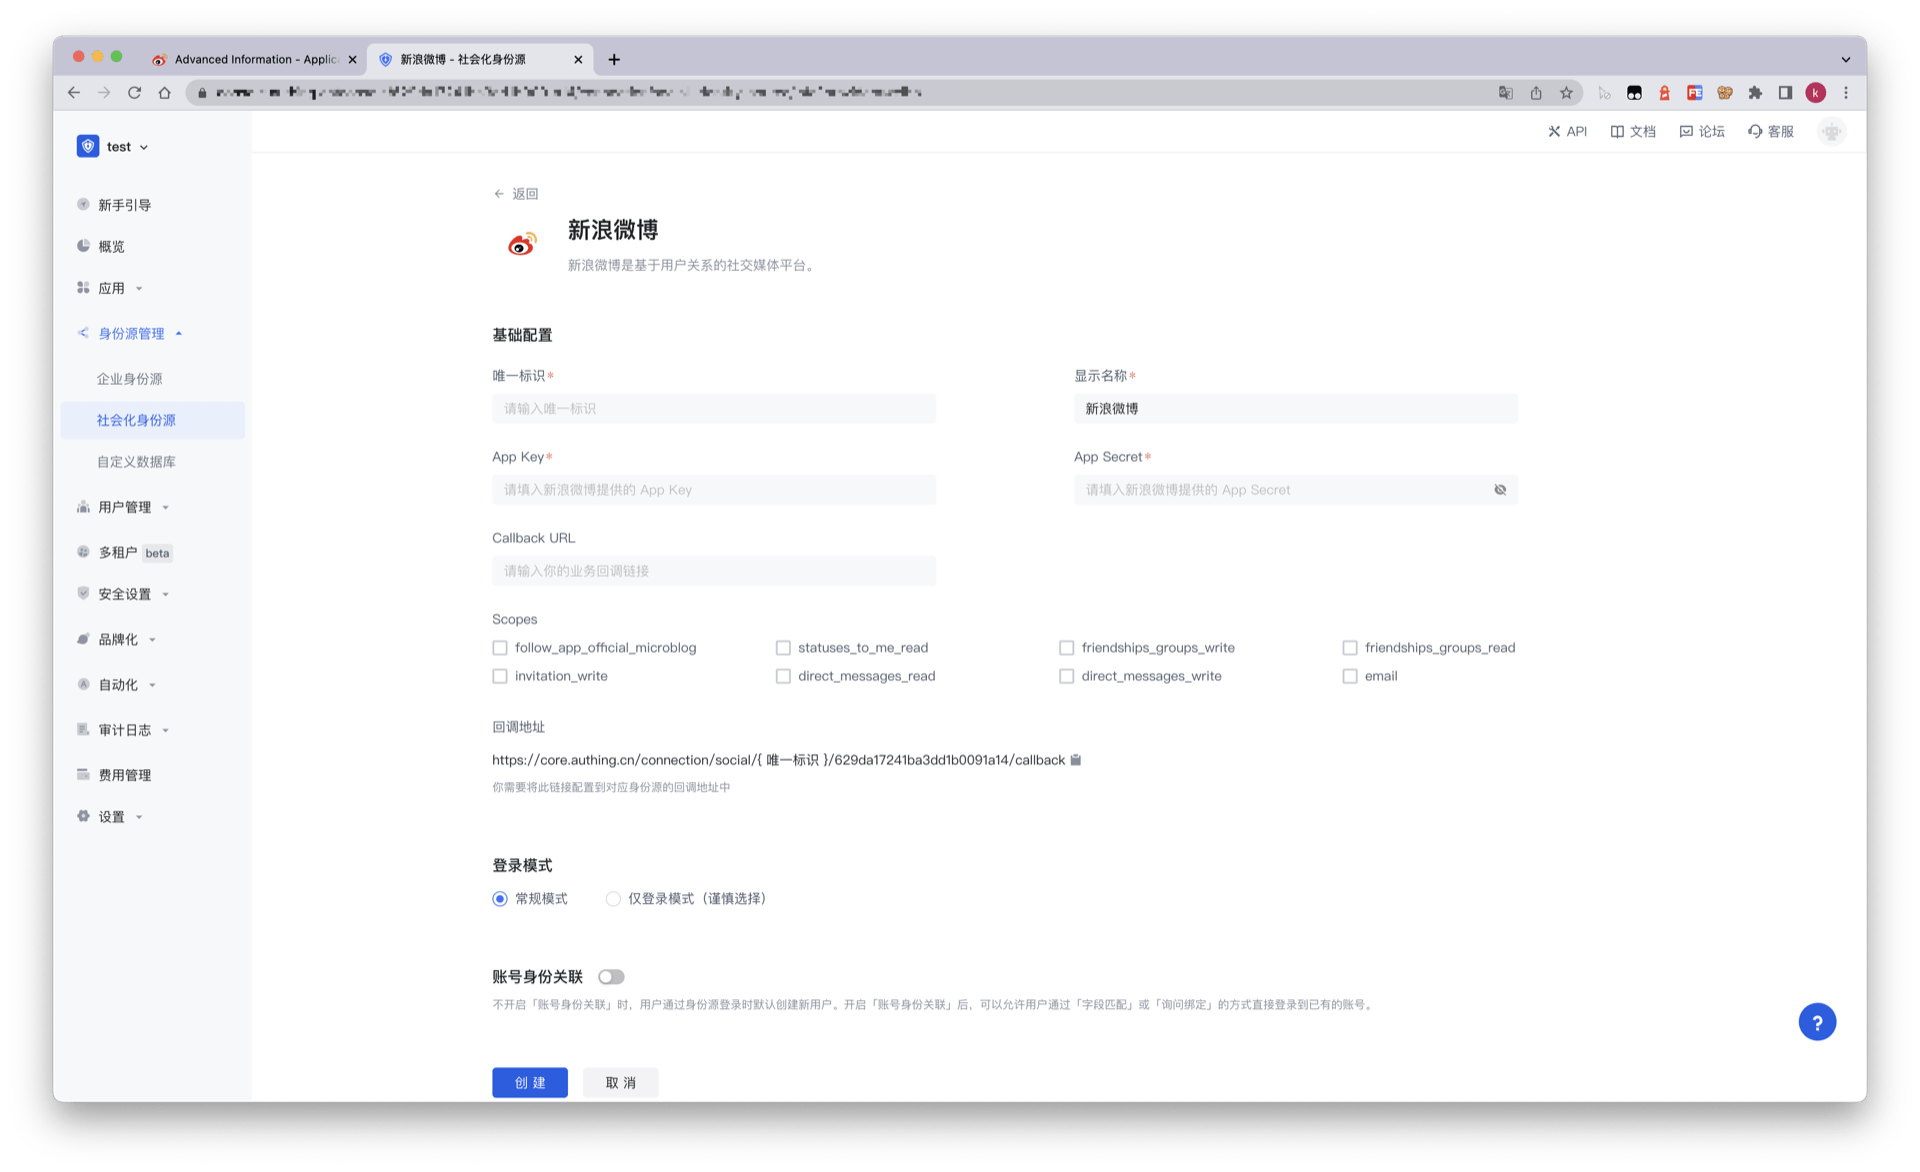 Advanced Information - Applic
新浪微博 - 社会化身份源
k
test
API
文档
论坛
客服
新手引导
概览
应用
身份源管理
企业身份源
社会化身份源
自定义数据库
用户管理
多租户 beta
安全设置
品牌化
自动化
审计日志
费用管理
设置
返回
新浪微博
新浪微博是基于用户关系的社交媒体平台。
基础配置
唯一标识*
显示名称*
请输入唯一标识
新浪微博
App Key*
App Secret*
请填入新浪微博提供的 App Key
请填入新浪微博提供的 App Secret
Callback URL
请输入你的业务回调链接
Scopes
follow_app_official_microblog
statuses_to_me_read
friendships_groups_write
friendships_groups_read
invitation_write
direct_messages_read
direct_messages_write
email
回调地址
https://core.authing.cn/connection/social/{ 唯一标识 }/629da17241ba3dd1b0091a14/callback
你需要将此链接配置到对应身份源的回调地址中
登录模式
常规模式
仅登录模式（谨慎选择）
账号身份关联
不开启「账号身份关联」时，用户通过身份源登录时默认创建新用户。开启「账号身份关联」后，可以允许用户通过「字段匹配」或「询问绑定」的方式直接登录到已有的账号。
?
创 建
取 消